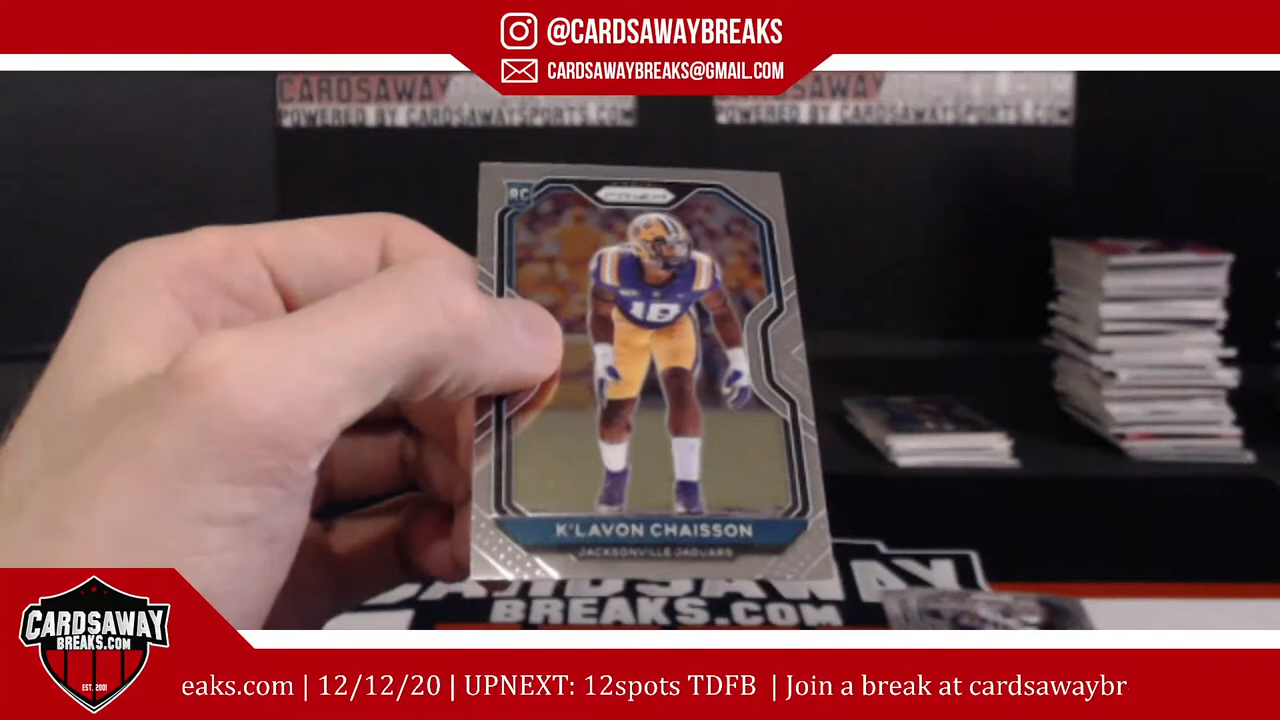 @CARDSAWAYBREAKS
CARDSAWAYBREAKS@GMAIL.COM
CARDSAWAY
POWERED BY CARDSAWAYSPORTS.COM
POWERED BY CARDSAWAYSPORTS.COM
RC
PRIZM
18
K'LAVON CHAISSON
JACKSONVILLE JAGUARS
CARDSAWAY
BREAKS.COM
CARDSAWAY
BREAKS.COM
EST. 2001
eaks.com | 12/12/20 | UPNEXT: 12spots TDFB | Join a break at cardsawaybr